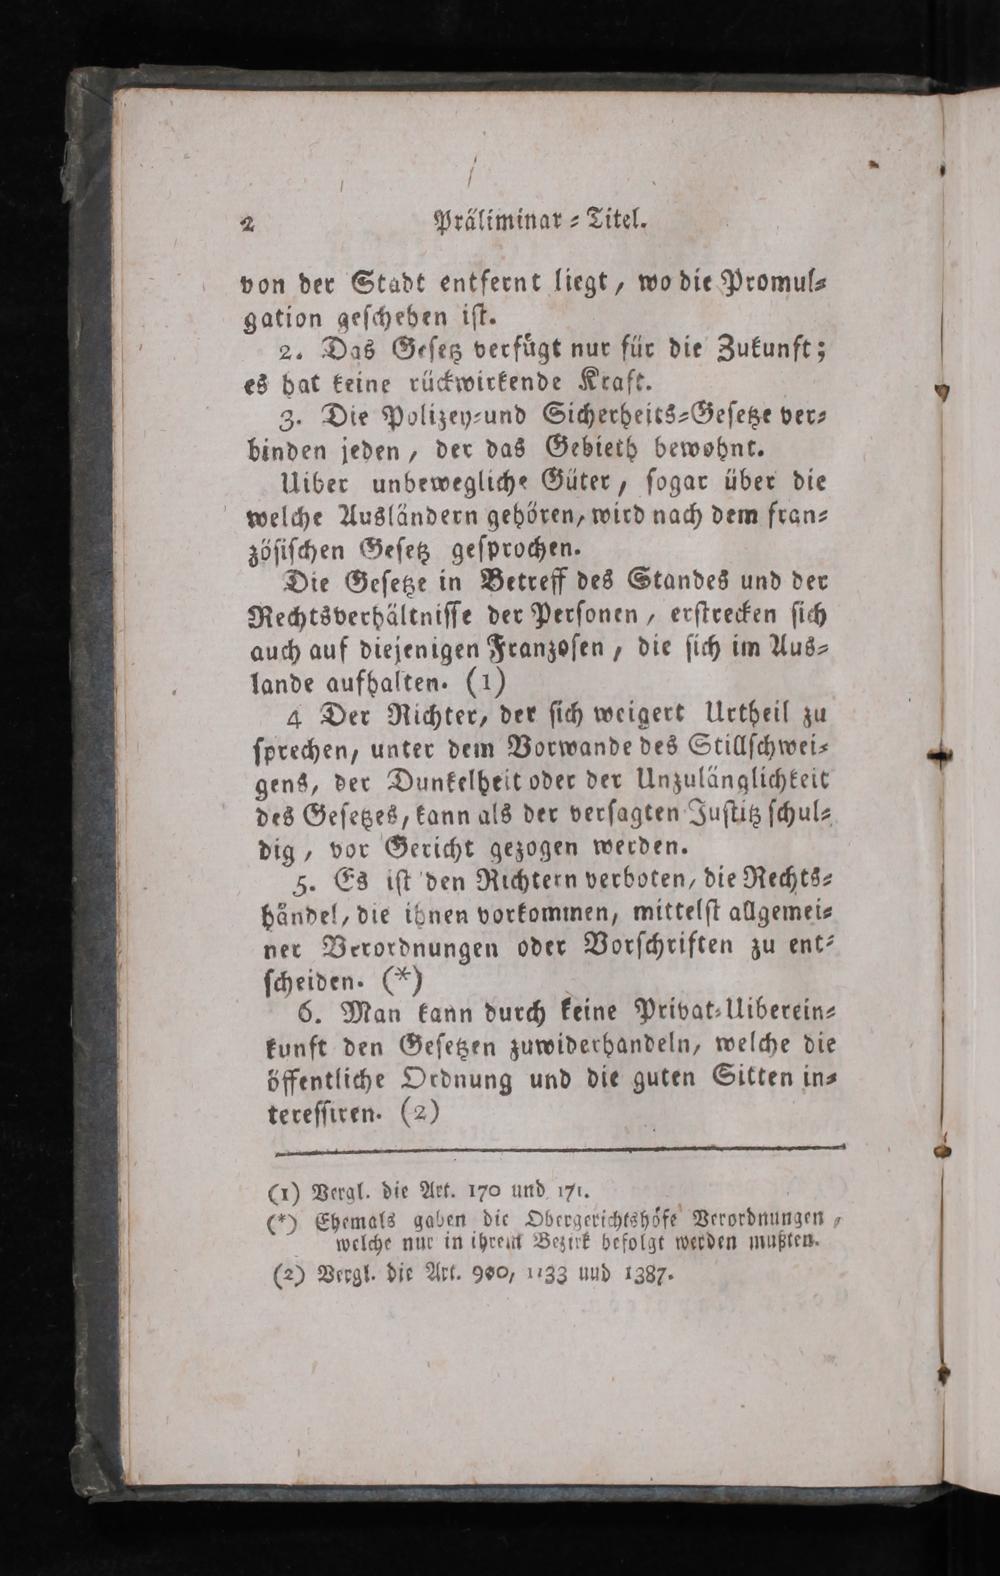 2 Präliminar-Titel.
von der Stadt entfernt liegt, wo die Promul-
gation geschehen ist.
2. Das Gesetz verfügt nur für die Zukunft;
es hat keine rückwirkende Kraft.
3. Die Polizey-und Sicherheits-Gesetze ver-
binden jeden, der das Gebieth bewohnt.
Uiber unbewegliche Güter, sogar über die
welche Ausländern gehören, wird nach dem fran-
zösischen Gesetz gesprochen.
Die Gesetze in Betreff des Standes und der
Rechtsverhältnisse der Personen, erstrecken sich
auch auf diejenigen Franzosen, die sich im Aus-
lande aufhalten. (1)
4 Der Richter, der sich weigert Urtheil zu
sprechen, unter dem Vorwande des Stillschwei-
gens, der Dunkelheit oder der Unzulänglichkeit
des Gesetzes, kann als der versagten Justitz schul-
dig, vor Gericht gezogen werden.
5. Es ist den Richtern verboten, die Rechts-
händel, die ihnen vorkommen, mittelst allgemei-
ner Verordnungen oder Vorschriften zu ent-
scheiden. (*)
6. Man kann durch keine Privat-Uiberein-
kunft den Gesetzen zuwiderhandeln, welche die
öffentliche Ordnung und die guten Sitten in-
teressiren. (2)
(1) Vergl. die Art. 170 und 171.
(*) Ehemals gaben die Obergerichtshöfe Verordnungen,
welche nur in ihrem Bezirk befolgt werden mußten.
(2) Vergl. die Art. 900, 1133 uud 1387.